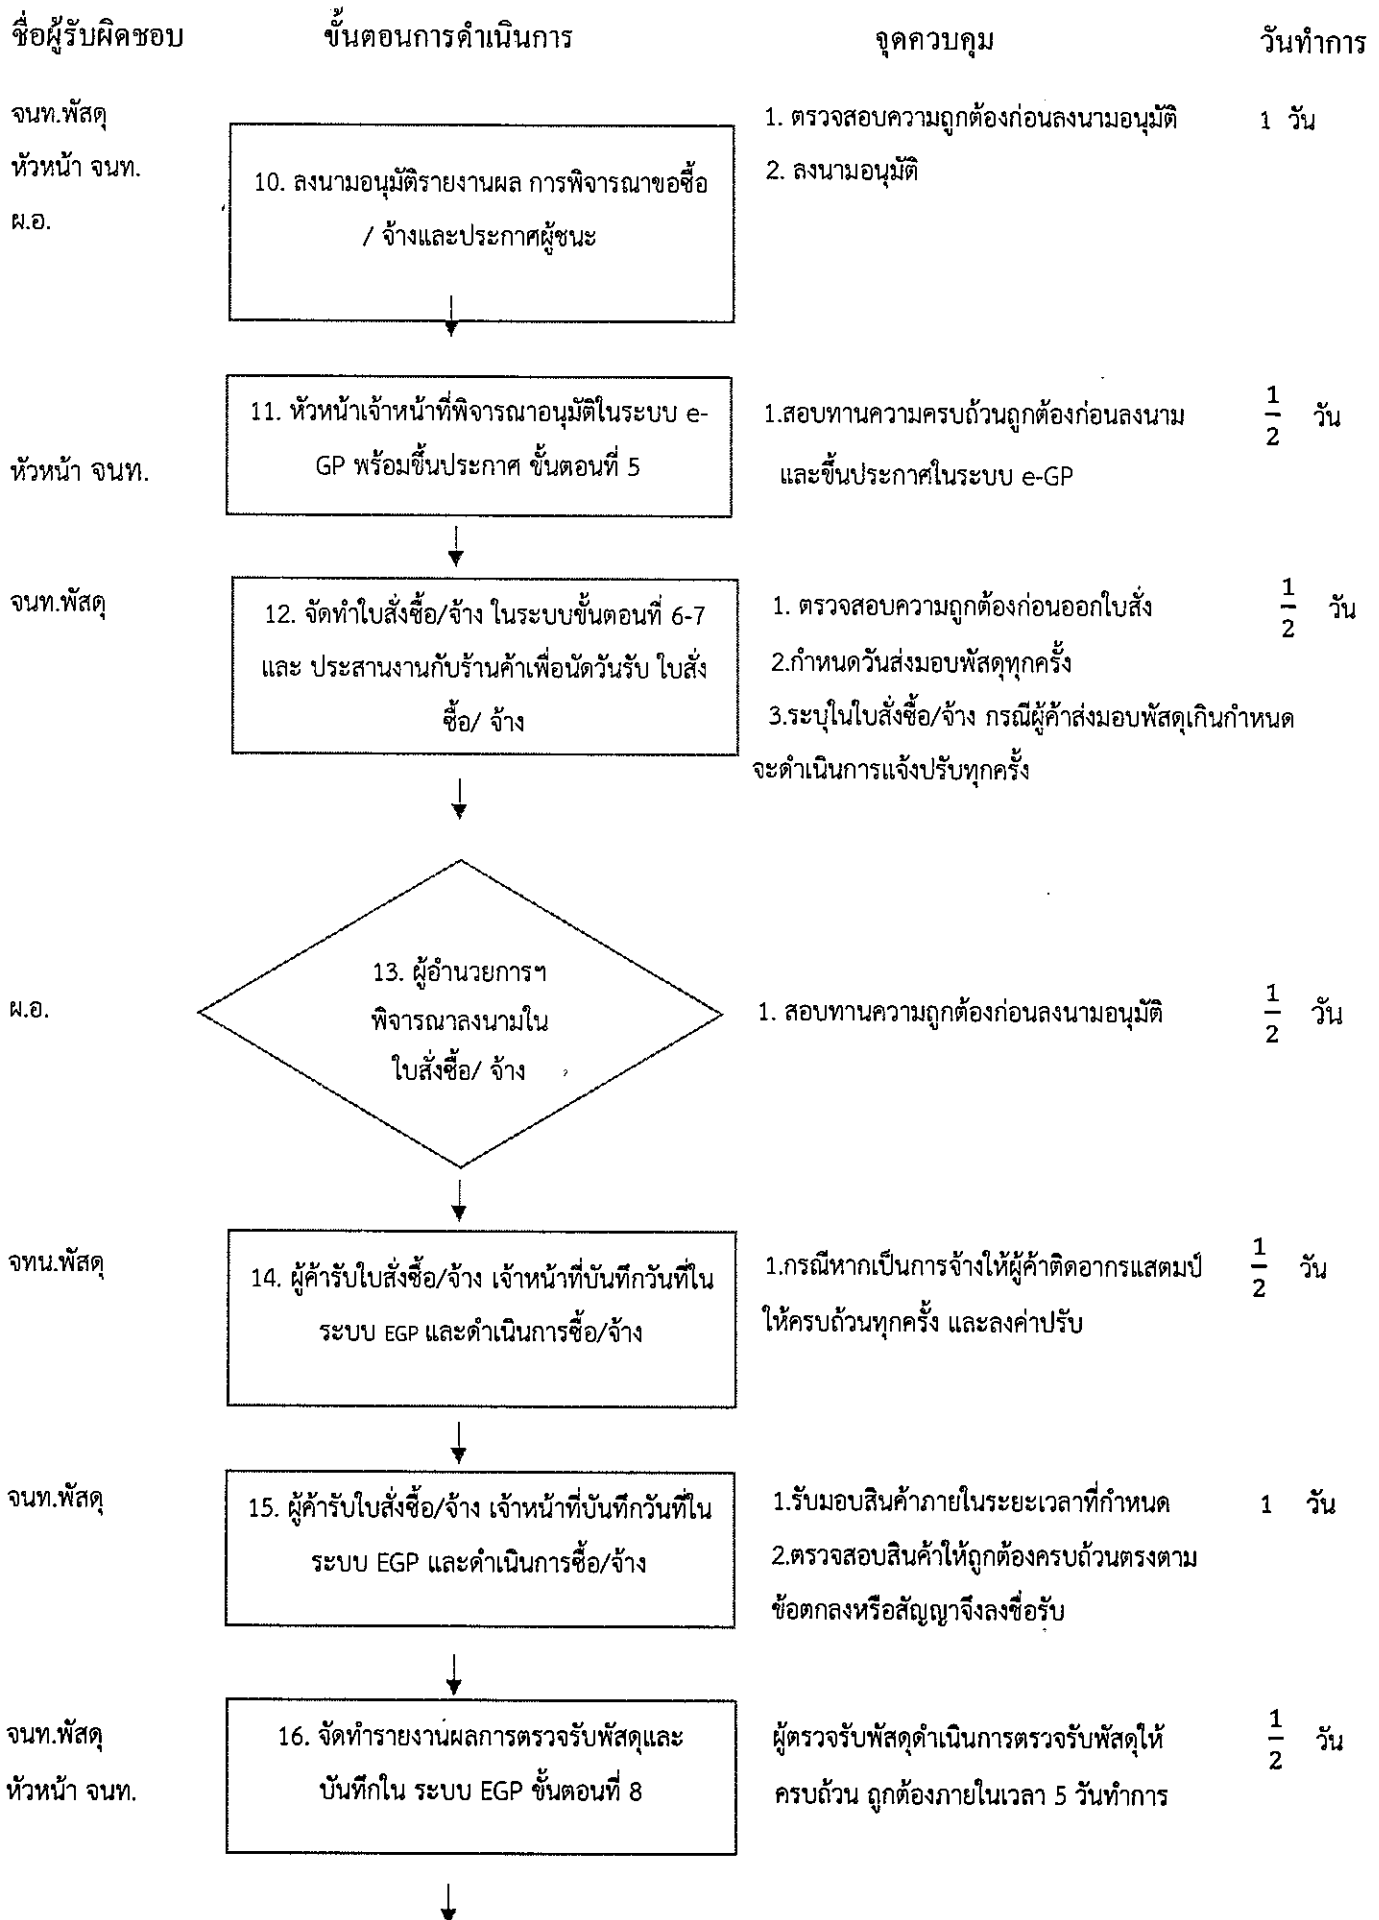 ชื่อผู้รับผิดชอบ ขั้นตอนการดำเนินการ จุดควบคุม วันทำการ
จนท.พัสดุ
หัวหน้า จนท.
ผ.อ.
10. ลงนามอนุมัติรายงานผล การพิจารณาขอซื้อ
/ จ้างและประกาศผู้ชนะ
1. ตรวจสอบความถูกต้องก่อนลงนามอนุมัติ
2. ลงนามอนุมัติ
1 วัน
หัวหน้า จนท.
11. หัวหน้าเจ้าหน้าที่พิจารณาอนุมัติในระบบ e-
GP พร้อมขึ้นประกาศ ขั้นตอนที่ 5
1.สอบทานความครบถ้วนถูกต้องก่อนลงนาม
และขึ้นประกาศในระบบ e-GP
1/2 วัน
จนท.พัสดุ
12. จัดทำใบสั่งซื้อ/จ้าง ในระบบขั้นตอนที่ 6-7
และ ประสานงานกับร้านค้าเพื่อนัดวันรับ ใบสั่ง
ซื้อ/ จ้าง
1. ตรวจสอบความถูกต้องก่อนออกใบสั่ง
2.กำหนดวันส่งมอบพัสดุทุกครั้ง
3.ระบุในใบสั่งซื้อ/จ้าง กรณีผู้ค้าส่งมอบพัสดุเกินกำหนด
จะดำเนินการแจ้งปรับทุกครั้ง
1/2 วัน
ผ.อ.
13. ผู้อำนวยการฯ
พิจารณาลงนามใน
ใบสั่งซื้อ/ จ้าง
1. สอบทานความถูกต้องก่อนลงนามอนุมัติ
1/2 วัน
จทน.พัสดุ
14. ผู้ค้ารับใบสั่งซื้อ/จ้าง เจ้าหน้าที่บันทึกวันที่ใน
ระบบ EGP และดำเนินการซื้อ/จ้าง
1.กรณีหากเป็นการจ้างให้ผู้ค้าติดอากรแสตมป์
ให้ครบถ้วนทุกครั้ง และลงค่าปรับ
1/2 วัน
จนท.พัสดุ
15. ผู้ค้ารับใบสั่งซื้อ/จ้าง เจ้าหน้าที่บันทึกวันที่ใน
ระบบ EGP และดำเนินการซื้อ/จ้าง
1.รับมอบสินค้าภายในระยะเวลาที่กำหนด
2.ตรวจสอบสินค้าให้ถูกต้องครบถ้วนตรงตาม
ข้อตกลงหรือสัญญาจึงลงชื่อรับ
1 วัน
จนท.พัสดุ
หัวหน้า จนท.
16. จัดทำรายงานผลการตรวจรับพัสดุและ
บันทึกใน ระบบ EGP ขั้นตอนที่ 8
ผู้ตรวจรับพัสดุดำเนินการตรวจรับพัสดุให้
ครบถ้วน ถูกต้องภายในเวลา 5 วันทำการ
1/2 วัน